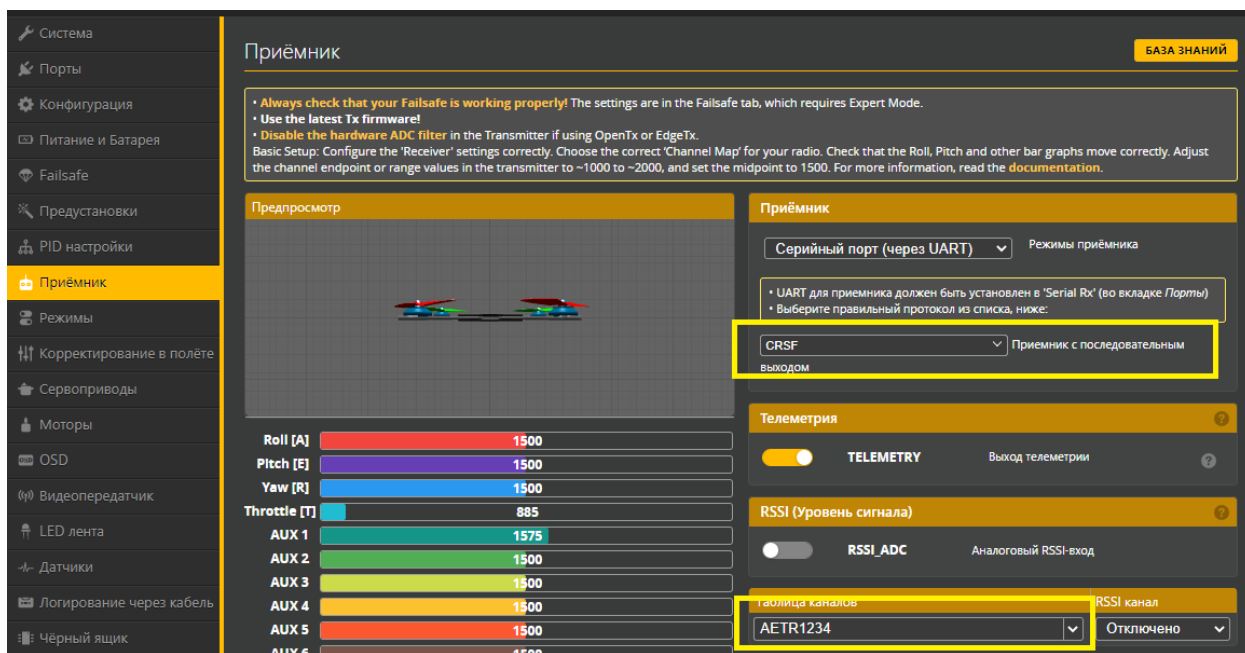 Система
Порты
Конфигурация
Питание и Батарея
Failsafe
Предустановки
PID настройки
Приёмник
Режимы
Корректирование в полёте
Сервоприводы
Моторы
OSD
Видеопередатчик
LED лента
Датчики
Логирование через кабель
Чёрный ящик
Приёмник
БАЗА ЗНАНИЙ
• Always check that your Failsafe is working properly! The settings are in the Failsafe tab, which requires Expert Mode.
• Use the latest Tx firmware!
• Disable the hardware ADC filter in the Transmitter if using OpenTx or EdgeTx.
Basic Setup: Configure the 'Receiver' settings correctly. Choose the correct 'Channel Map' for your radio. Check that the Roll, Pitch and other bar graphs move correctly. Adjust
the channel endpoint or range values in the transmitter to ~1000 to ~2000, and set the midpoint to 1500. For more information, read the documentation.
Предпросмотр
Roll [A] 1500
Pitch [E] 1500
Yaw [R] 1500
Throttle [T] 885
AUX 1 1575
AUX 2 1500
AUX 3 1500
AUX 4 1500
AUX 5 1500
AUX 6 1500
Приёмник
Серийный порт (через UART) Режимы приёмника
• UART для приемника должен быть установлен в 'Serial Rx' (во вкладке Порты)
• Выберите правильный протокол из списка, ниже:
CRSF Приемник с последовательным
выходом
Телеметрия
TELEMETRY Выход телеметрии
RSSI (Уровень сигнала)
RSSI_ADC Аналоговый RSSI-вход
Таблица каналов RSSI канал
AETR1234 Отключено